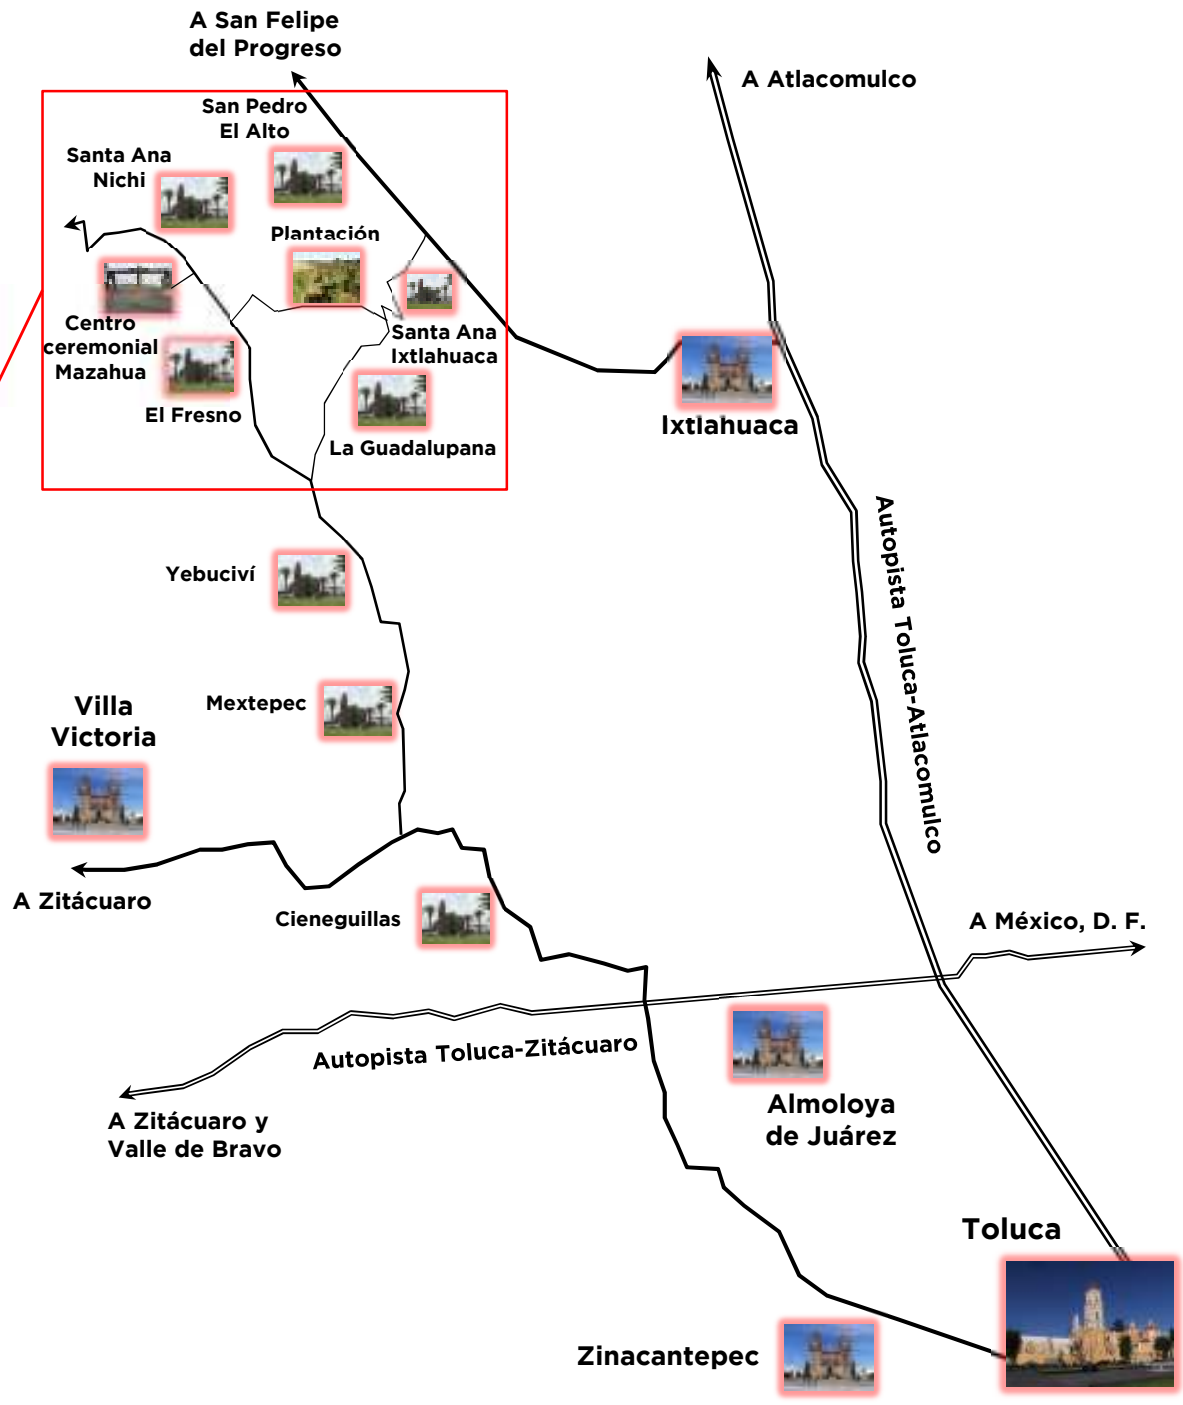 A San Felipe
del Progreso
A Atlacomulco
San Pedro
El Alto
Santa Ana
Nichi
Plantación
Centro
ceremonial
Mazahua
Santa Ana
Ixtlahuaca
El Fresno
La Guadalupana
Ixtlahuaca
Autopista Toluca-Atlacomulco
Yebuciví
Mextepec
Villa
Victoria
A Zitácuaro
Cieneguillas
A México, D. F.
Autopista Toluca-Zitácuaro
A Zitácuaro y
Valle de Bravo
Almoloya
de Juárez
Toluca
Zinacantepec